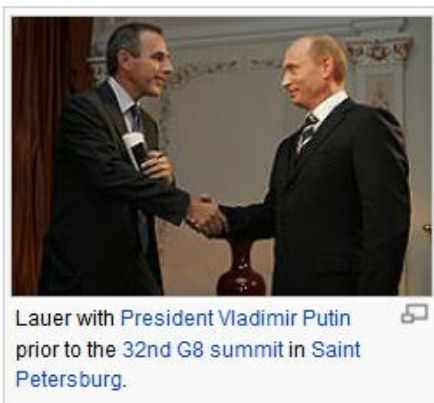 Lauer with President Vladimir Putin
prior to the 32nd G8 summit in Saint
Petersburg.